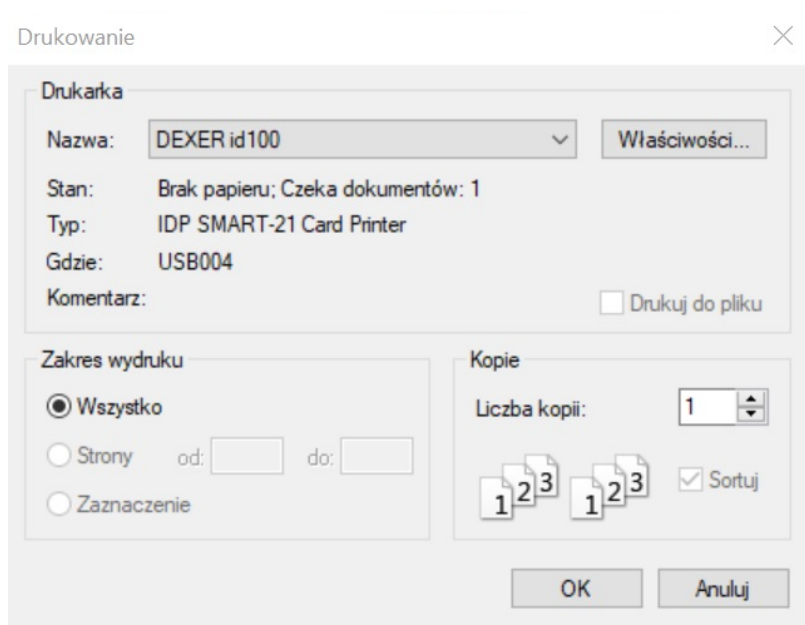 Drukowanie
Drukarka
Nazwa: DEXER id100 Właściwości...
Stan: Brak papieru; Czeka dokumentów: 1
Typ: IDP SMART-21 Card Printer
Gdzie: USB004
Komentarz:
Drukuj do pliku
Zakres wydruku
Wszystko
Strony od: do:
Zaznaczenie
Kopie
Liczba kopii: 1
1 2 3 1 2 3 Sortuj
OK Anuluj